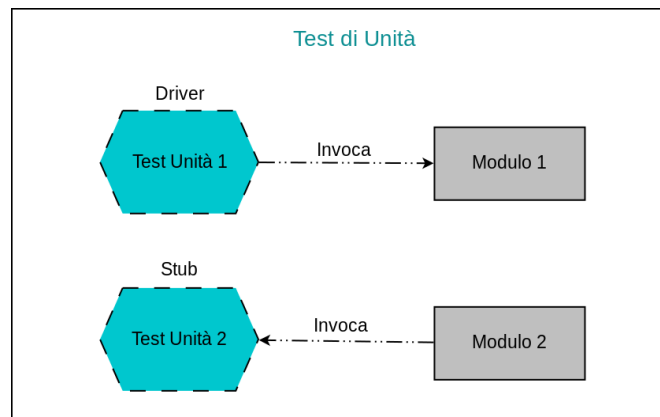 Test di Unità
Driver
Test Unità 1
Invoca
Modulo 1
Stub
Test Unità 2
Invoca
Modulo 2